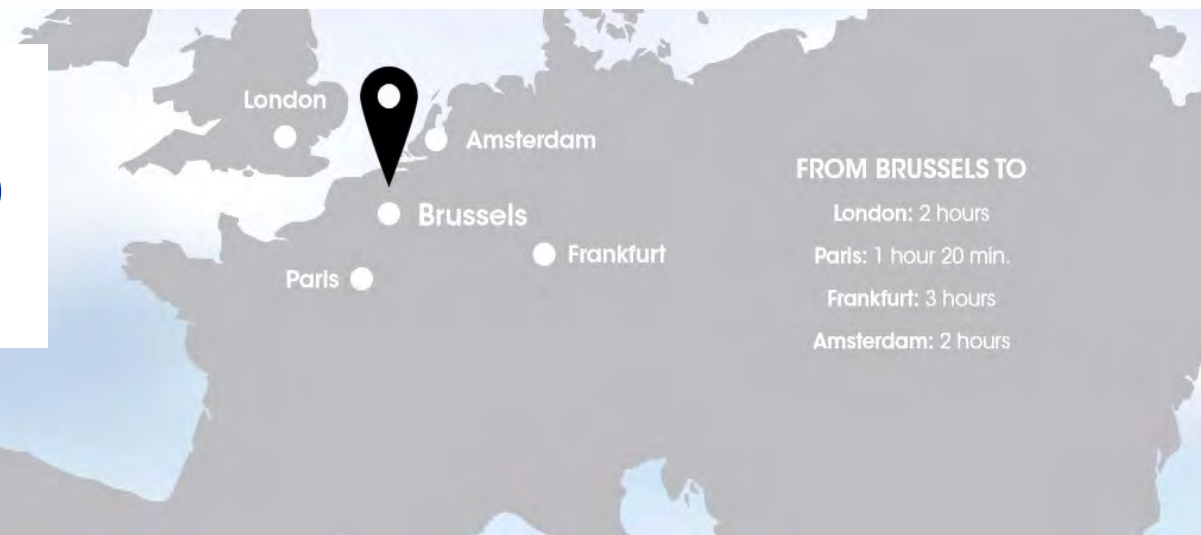 London
Amsterdam
Brussels
Frankfurt
Paris
FROM BRUSSELS TO
London: 2 hours
Paris: 1 hour 20 min.
Frankfurt: 3 hours
Amsterdam: 2 hours